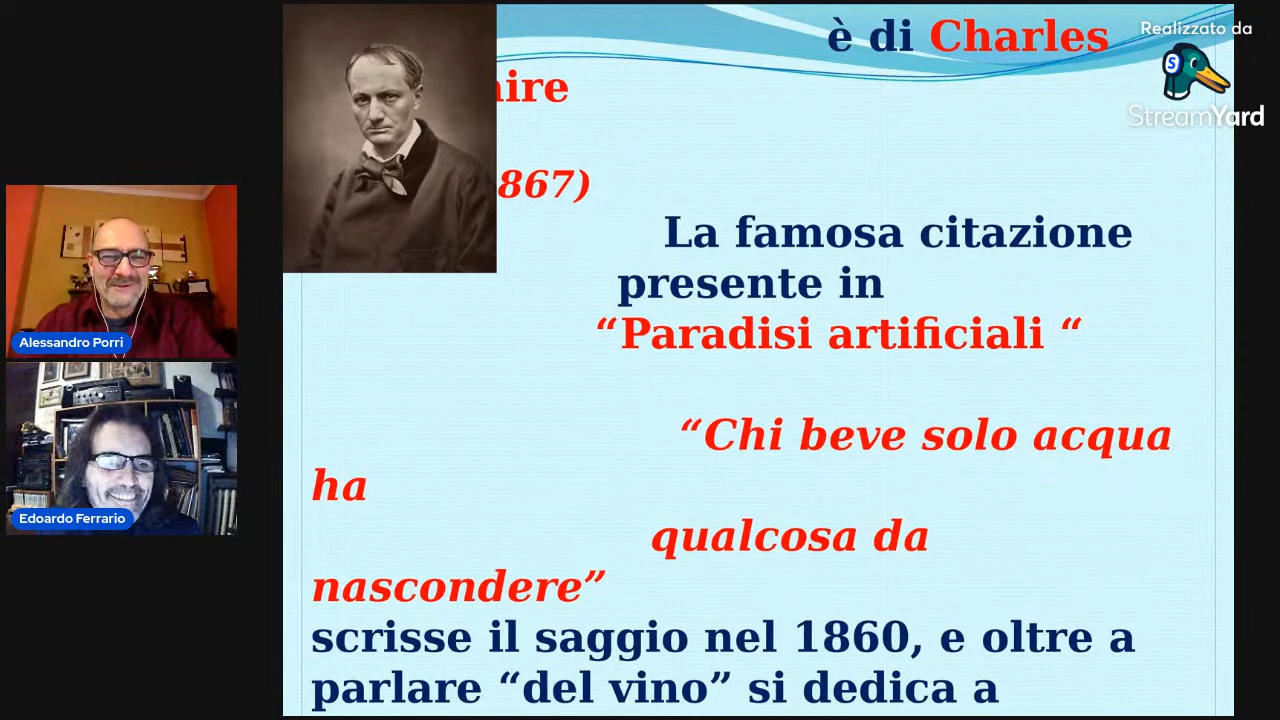 è di Charles
Realizzato da
StreamYard
867)
La famosa citazione
presente in
“Paradisi artificiali “
“Chi beve solo acqua
ha
qualcosa da
nascondere”
scrisse il saggio nel 1860, e oltre a
parlare “del vino” si dedica a
Alessandro Porri
Edoardo Ferrario